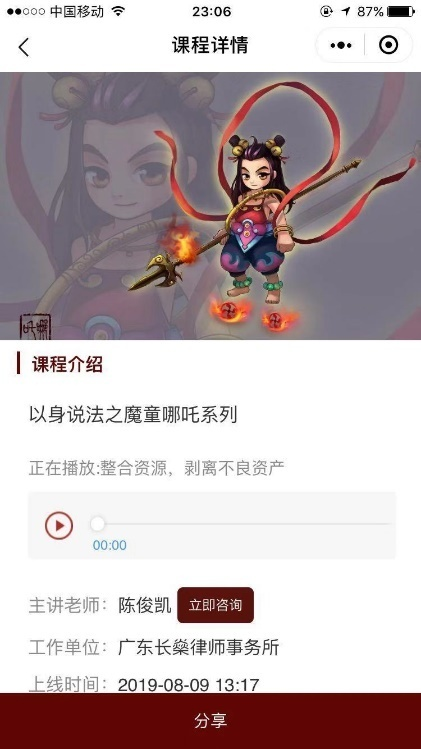 中国移动 23:06 87%
课程详情
课程介绍
以身说法之魔童哪吒系列
正在播放:整合资源，剥离不良资产
00:00
主讲老师: 陈俊凯 立即咨询
工作单位: 广东长燊律师事务所
上线时间: 2019-08-09 13:17
分享